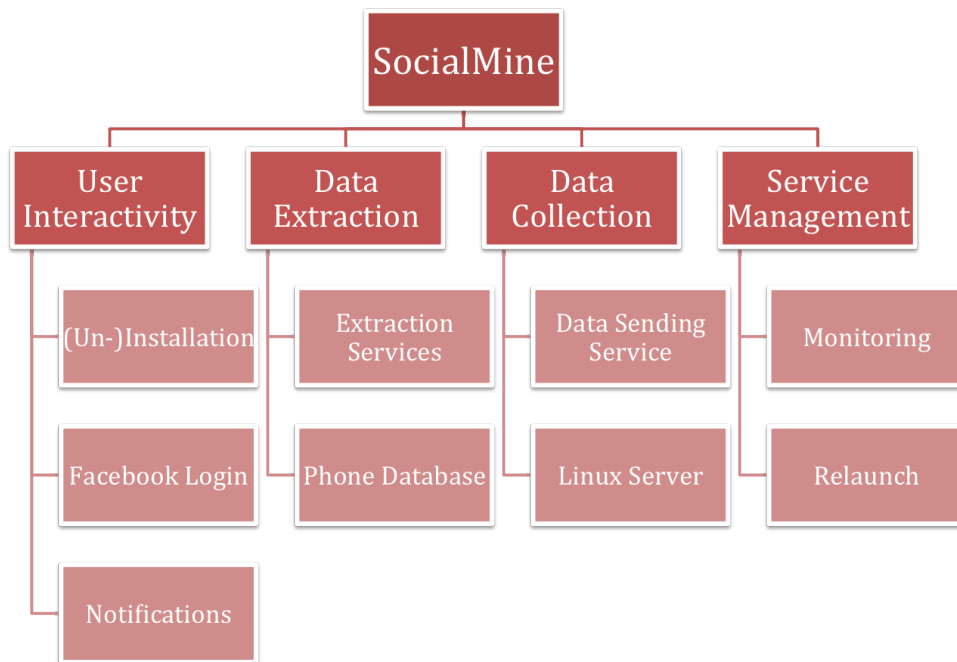 SocialMine
User
Interactivity
Data
Extraction
Data
Collection
Service
Management
(Un-)Installation
Extraction
Services
Data Sending
Service
Monitoring
Facebook Login
Phone Database
Linux Server
Relaunch
Notifications